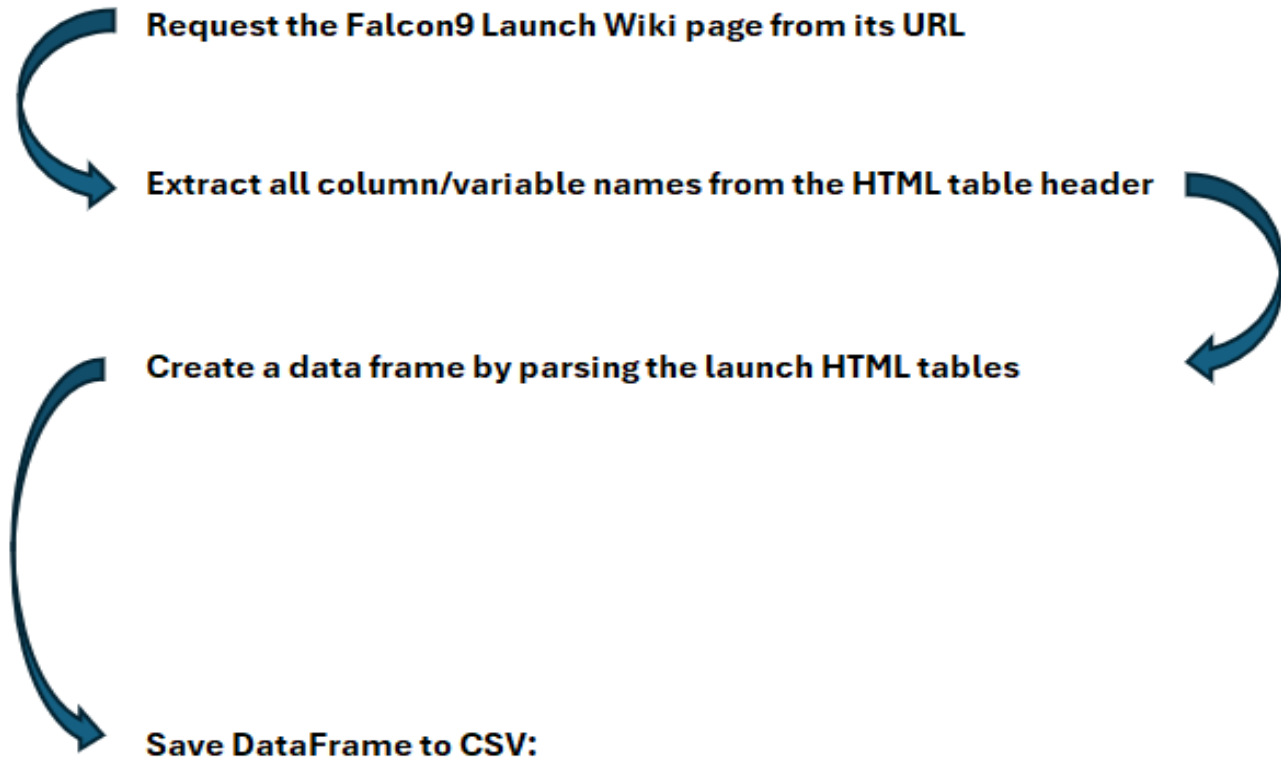 Request the Falcon9 Launch Wiki page from its URL
Extract all column/variable names from the HTML table header
Create a data frame by parsing the launch HTML tables
Save DataFrame to CSV: